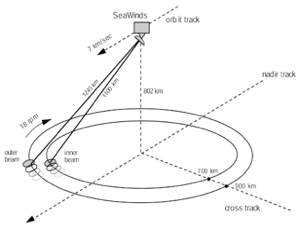 SeaWinds
orbit track
7 km/sec
nadir track
1243 km
1100 km
802 km
18 rpm
outer
beam
inner
beam
700 km
900 km
cross track